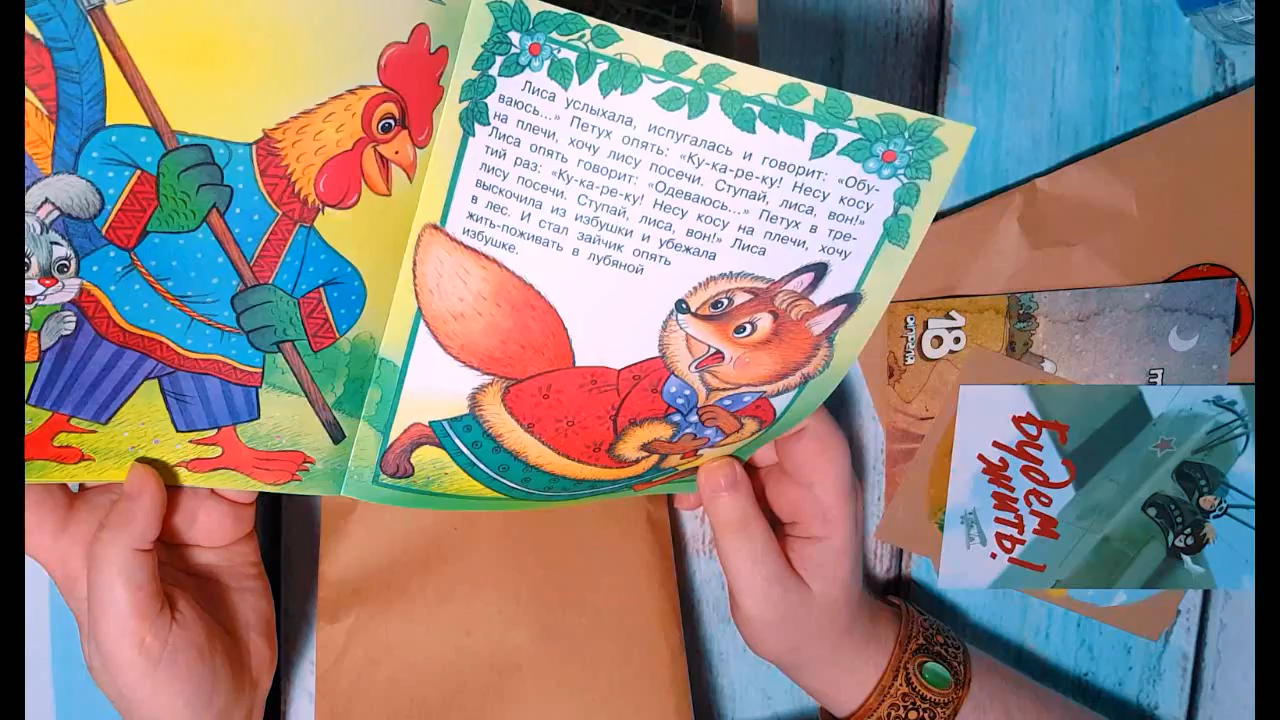 Лиса услыхала, испугалась и говорит: «Обу-
ваюсь...» Петух опять: «Ку-ка-ре-ку! Несу косу
на плечи, хочу лису посечи. Ступай, лиса, вон!»
Лиса опять говорит: «Одеваюсь...» Петух в тре-
тий раз: «Ку-ка-ре-ку! Несу косу на плечи, хочу
лису посечи. Ступай, лиса, вон!» Лиса
выскочила из избушки и убежала
в лес. И стал зайчик опять
жить-поживать в лубяной
избушке.
18
апреля
Будем
жить!